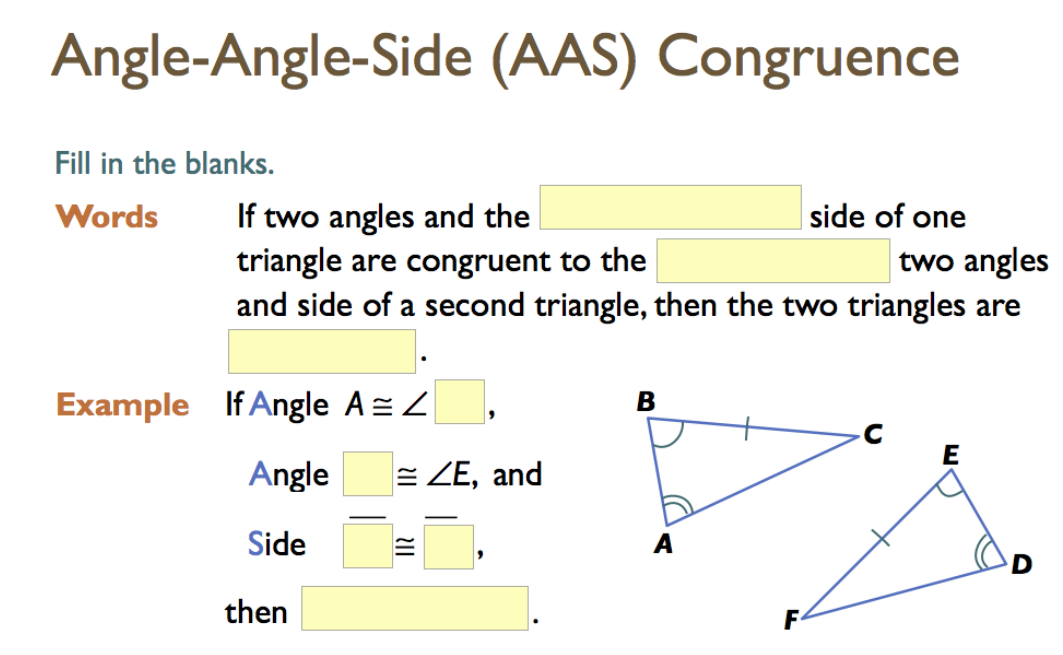 Angle-Angle-Side (AAS) Congruence
Fill in the blanks.
Words If two angles and the side of one
triangle are congruent to the two angles
and side of a second triangle, then the two triangles are
.
Example If Angle A ≅ ∠ ,
Angle ≅ ∠E, and
Side ≅ ,
then .
B
C
E
A
D
F